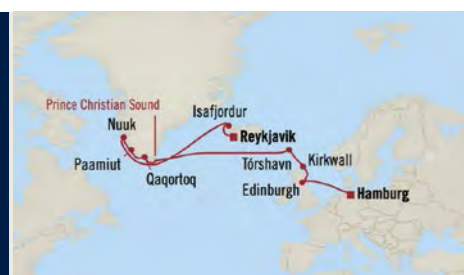 Prince Christian Sound
Nuuk
Isafjordur
Reykjavik
Paamiut
Qaqortoq
Tórshavn
Kirkwall
Edinburgh
Hamburg